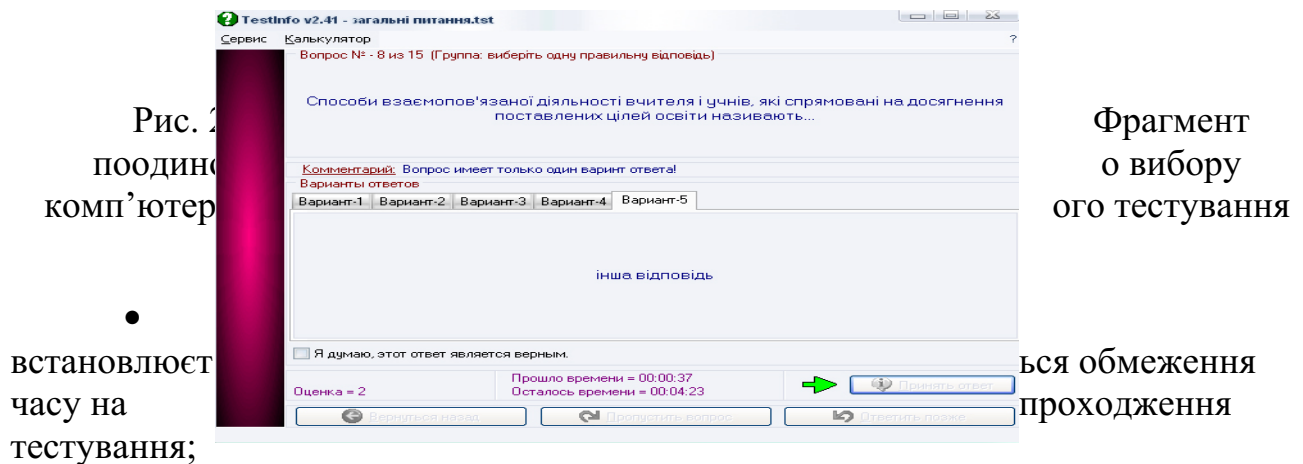 TestInfo v2.41 - загальні питання.tst
Сервис Калькулятор ?
Вопрос № - 8 из 15 (Группа: виберіть одну правильну відповідь)
Способи взаємопов'язаної діяльності вчителя і учнів, які спрямовані на досягнення
поставлених цілей освіти називають...
Комментарий: Вопрос имеет только один варинт ответа!
Варианты ответов
Вариант-1 Вариант-2 Вариант-3 Вариант-4 Вариант-5
інша відповідь
Я думаю, этот ответ является верным.
Оценка = 2
Прошло времени = 00:00:37
Осталось времени = 00:04:23
Принять ответ
Вернуться назад Пропустить вопрос Ответить позже
Рис. 2 Фрагмент
поодино о вибору
комп’ютер ого тестування
•
встановлюєт ься обмеження
часу на проходження
тестування;